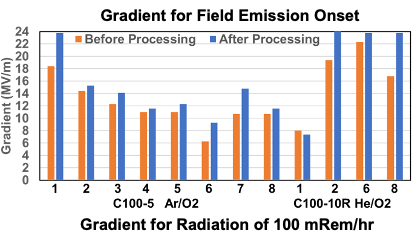 Gradient for Field Emission Onset
Before Processing After Processing
Gradient (MV/m)
24
22
20
18
16
14
12
10
8
6
4
2
0
1 2 3 4 5 6 7 8 1 2 6 8
C100-5 Ar/O2 C100-10R He/O2
Gradient for Radiation of 100 mRem/hr